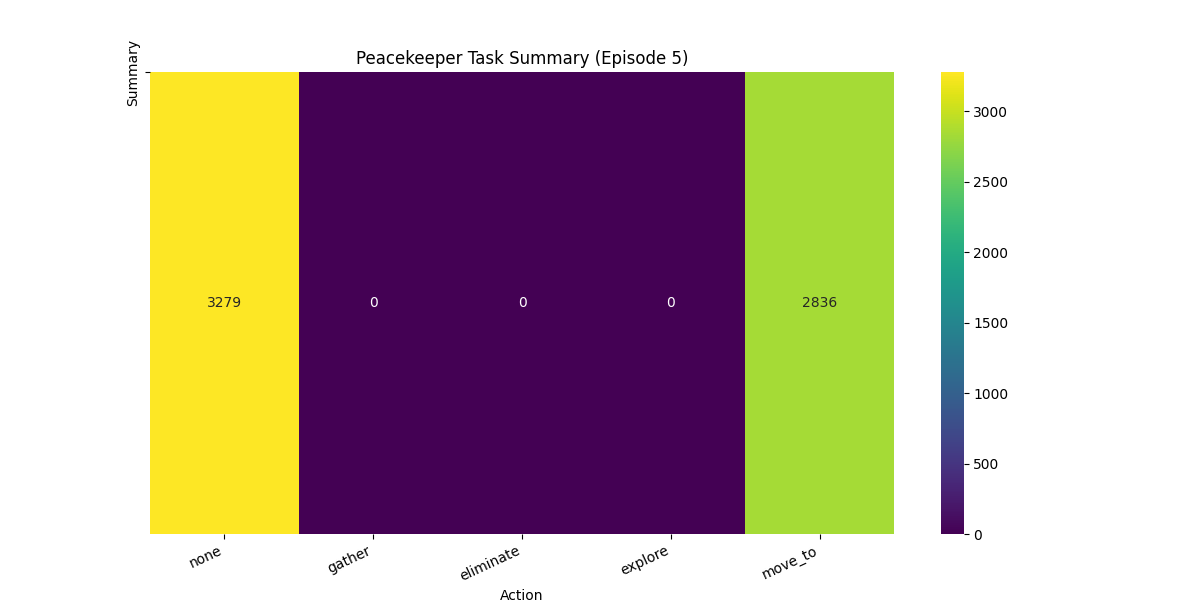 Peacekeeper Task Summary (Episode 5)
Summary
3279 0 0 0 2836
none gather eliminate explore move_to
Action
3000
2500
2000
1500
1000
500
0